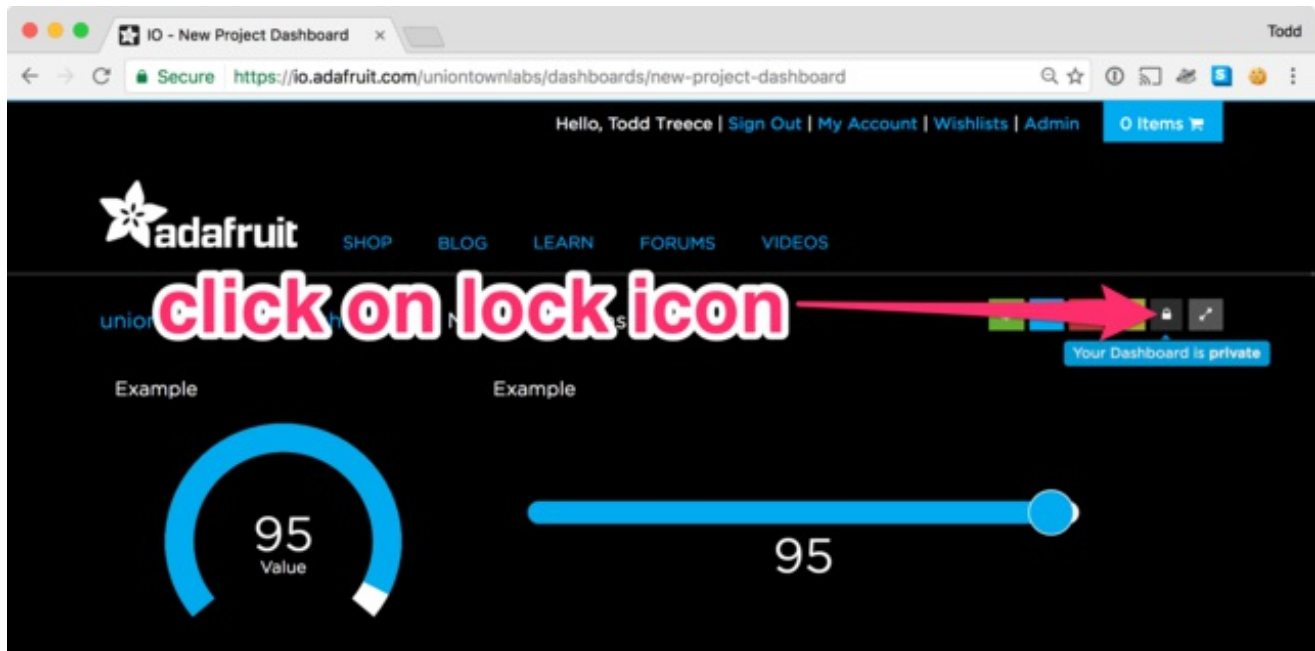 IO - New Project Dashboard
Todd
Secure https://io.adafruit.com/uniontownlabs/dashboards/new-project-dashboard
Hello, Todd Treece | Sign Out | My Account | Wishlists | Admin
0 Items
adafruit SHOP BLOG LEARN FORUMS VIDEOS
click on lock icon
Your Dashboard is private
Example Example
95
Value
95